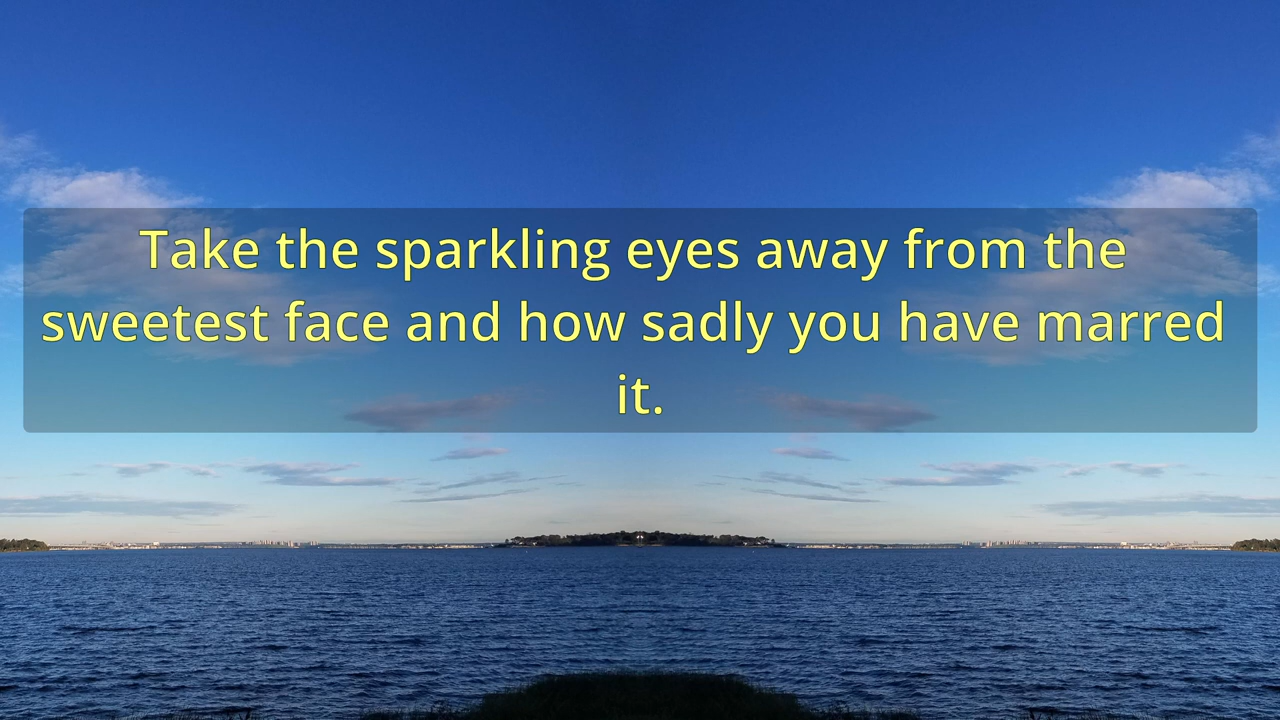 Take the sparkling eyes away from the
sweetest face and how sadly you have marred
it.